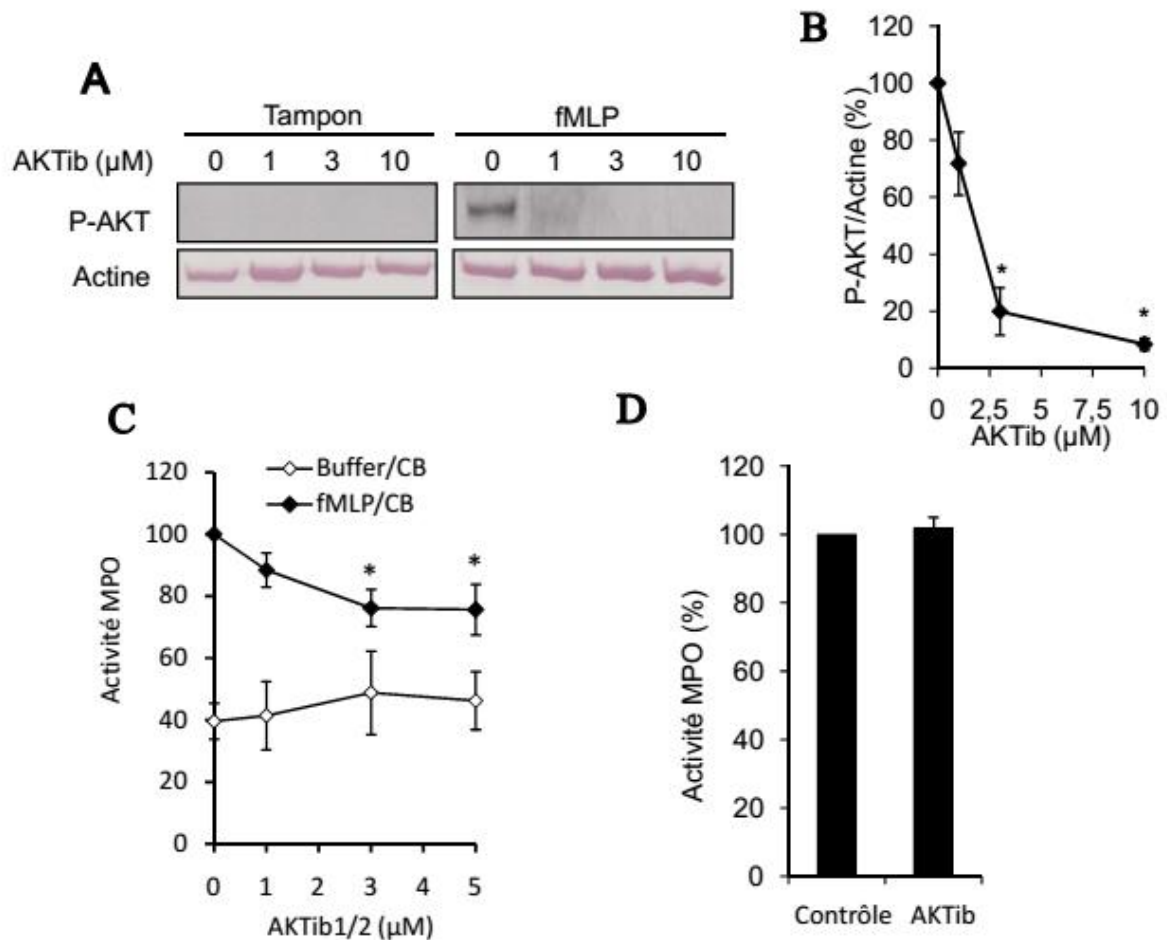 A
Tampon fMLP
AKTib (µM) 0 1 3 10 0 1 3 10
P-AKT
Actine
B
P-AKT/Actine (%)
120
100
80
60
40
20
0
*
*
0 2,5 5 7,5 10
AKTib (µM)
C
Buffer/CB
fMLP/CB
Activité MPO
120
100
80
60
40
20
0
* *
0 1 2 3 4 5
AKTib1/2 (µM)
D
Activité MPO (%)
120
100
80
60
40
20
0
Contrôle AKTib